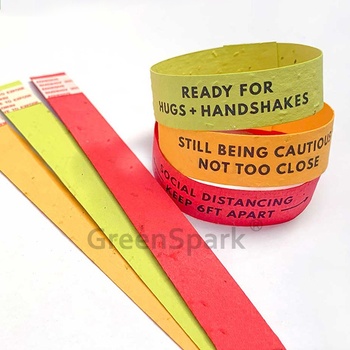 READY FOR
HUGS + HANDSHAKES
STILL BEING CAUTIOUS
NOT TOO CLOSE
SOCIAL DISTANCING
KEEP 6FT APART
GreenSpark®